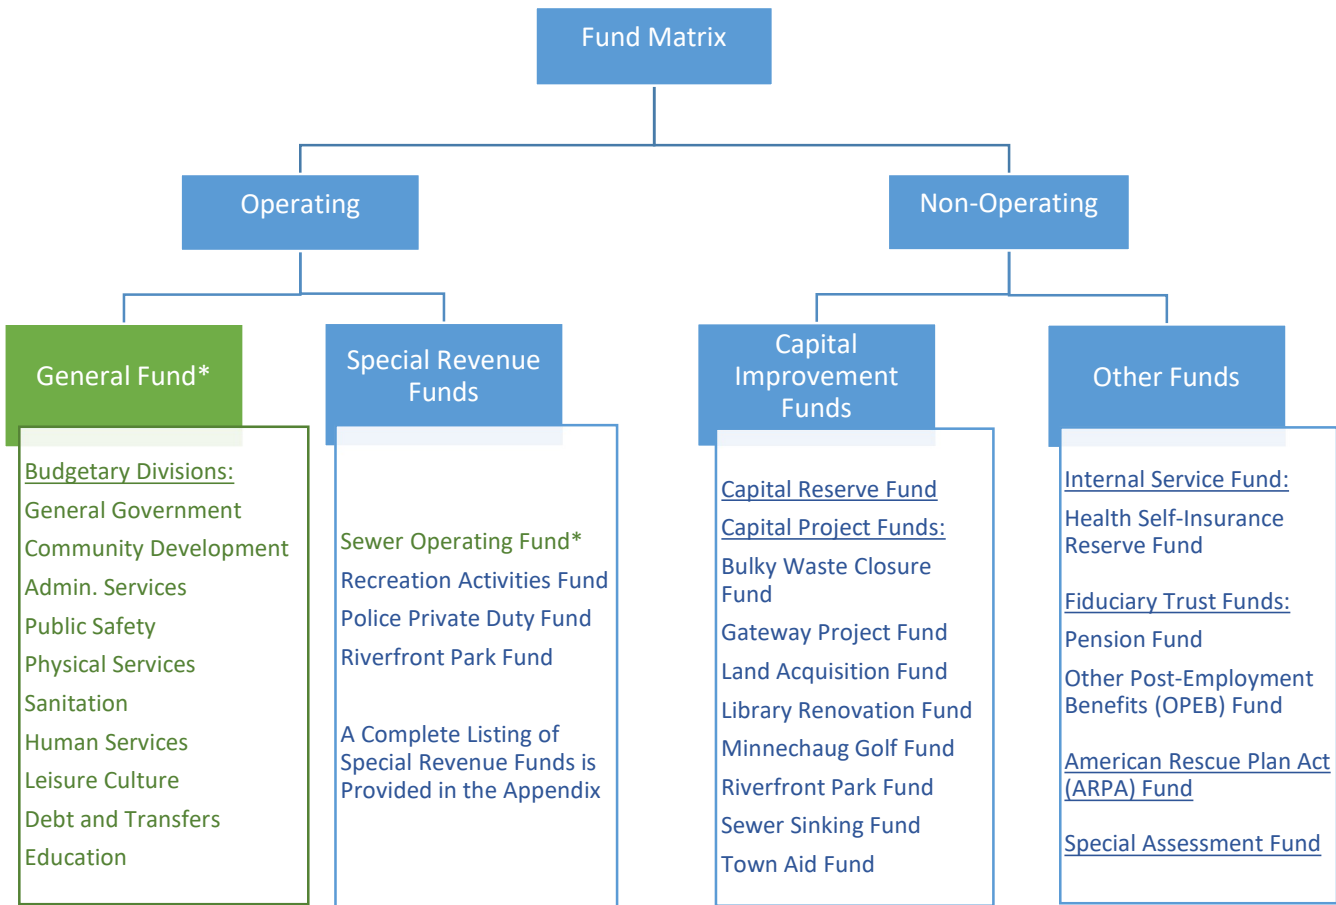 Fund Matrix
Operating
Non-Operating
General Fund*
Budgetary Divisions:
General Government
Community Development
Admin. Services
Public Safety
Physical Services
Sanitation
Human Services
Leisure Culture
Debt and Transfers
Education
Special Revenue
Funds
Sewer Operating Fund*
Recreation Activities Fund
Police Private Duty Fund
Riverfront Park Fund
A Complete Listing of
Special Revenue Funds is
Provided in the Appendix
Capital
Improvement
Funds
Capital Reserve Fund
Capital Project Funds:
Bulky Waste Closure
Fund
Gateway Project Fund
Land Acquisition Fund
Library Renovation Fund
Minnechaug Golf Fund
Riverfront Park Fund
Sewer Sinking Fund
Town Aid Fund
Other Funds
Internal Service Fund:
Health Self-Insurance
Reserve Fund
Fiduciary Trust Funds:
Pension Fund
Other Post-Employment
Benefits (OPEB) Fund
American Rescue Plan Act
(ARPA) Fund
Special Assessment Fund